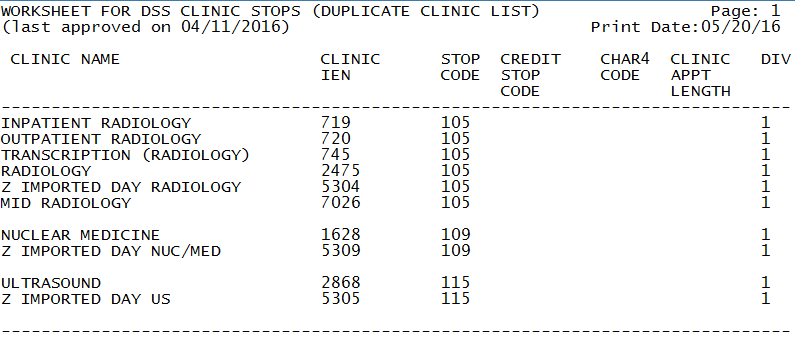 WORKSHEET FOR DSS CLINIC STOPS (DUPLICATE CLINIC LIST) Page: 1
(last approved on 04/11/2016) Print Date:05/20/16
CLINIC NAME CLINIC STOP CREDIT CHAR4 CLINIC DIV
IEN CODE STOP CODE APPT
CODE LENGTH
--------------------------------------------------------------------------------
INPATIENT RADIOLOGY 719 105 1
OUTPATIENT RADIOLOGY 720 105 1
TRANSCRIPTION (RADIOLOGY) 745 105 1
RADIOLOGY 2475 105 1
Z IMPORTED DAY RADIOLOGY 5304 105 1
MID RADIOLOGY 7026 105 1
NUCLEAR MEDICINE 1628 109 1
Z IMPORTED DAY NUC/MED 5309 109 1
ULTRASOUND 2868 115 1
Z IMPORTED DAY US 5305 115 1
--------------------------------------------------------------------------------